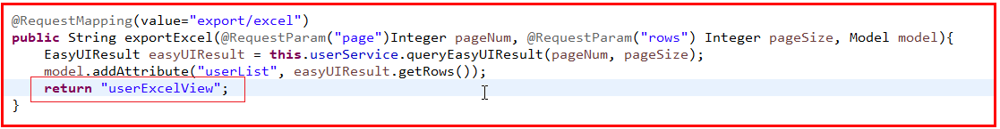 @RequestMapping(value="export/excel")
public String exportExcel(@RequestParam("page")Integer pageNum, @RequestParam("rows") Integer pageSize, Model model){
    EasyUIResult easyUIResult = this.userService.queryEasyUIResult(pageNum, pageSize);
    model.addAttribute("userList", easyUIResult.getRows());
    return "userExcelView";
}